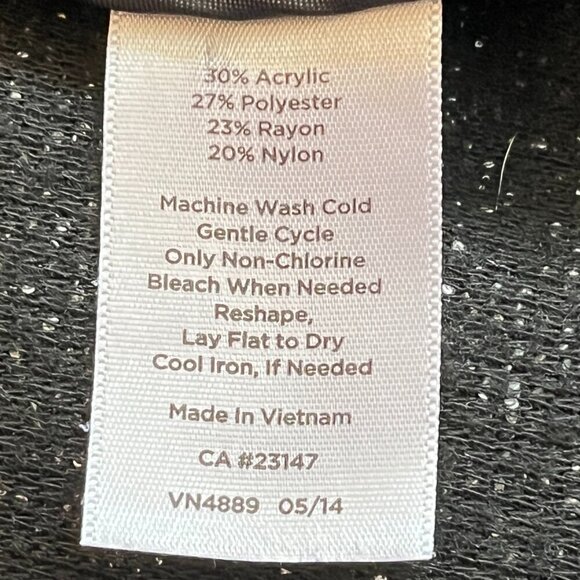 30% Acrylic
27% Polyester
23% Rayon
20% Nylon
Machine Wash Cold
Gentle Cycle
Only Non-Chlorine
Bleach When Needed
Reshape,
Lay Flat to Dry
Cool Iron, If Needed
Made In Vietnam
CA #23147
VN4889 05/14